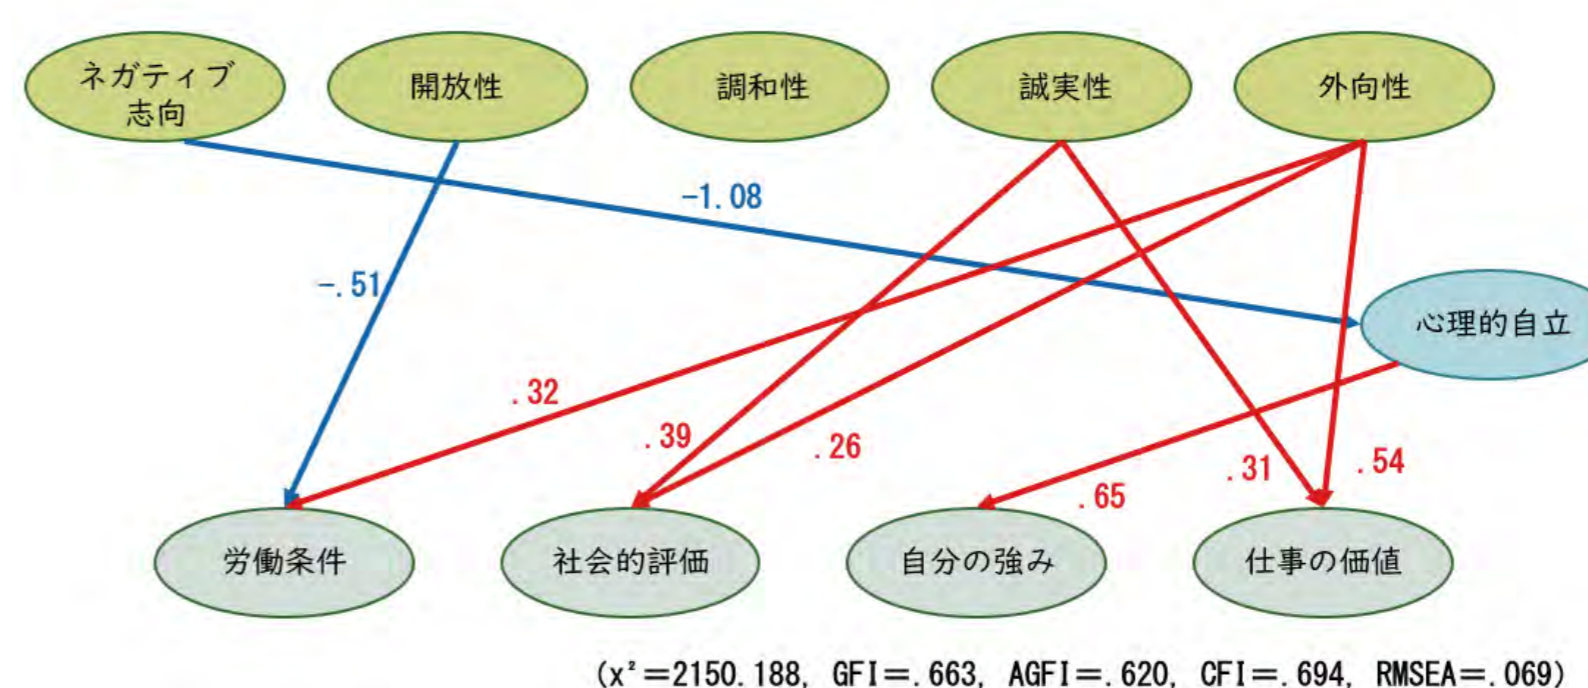 ネガティブ
志向
開放性
調和性
誠実性
外向性
-1.08
-.51
心理的自立
.32
.39
.26
.31
.54
.65
労働条件
社会的評価
自分の強み
仕事の価値
(x²=2150.188, GFI=.663, AGFI=.620, CFI=.694, RMSEA=.069)